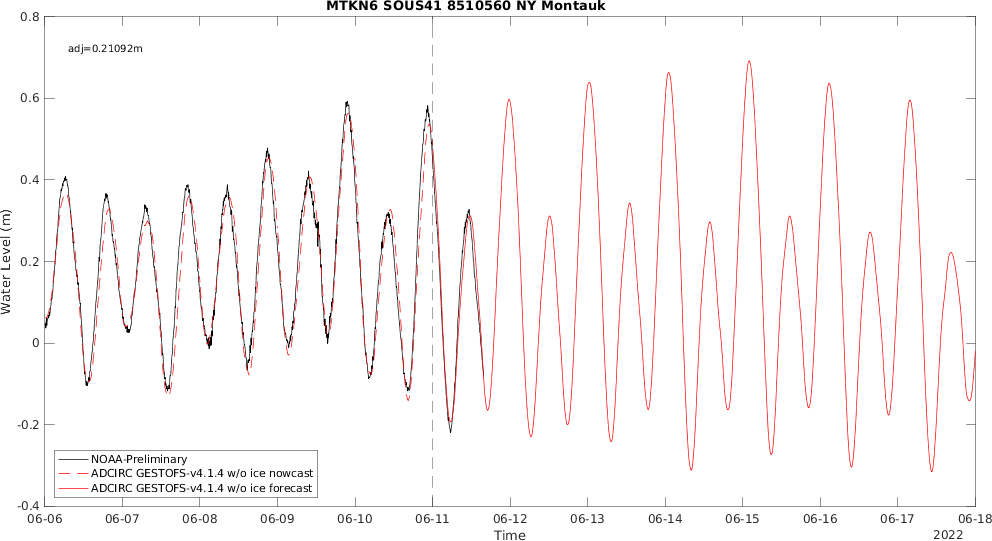 MTKN6 SOUS41 8510560 NY Montauk
adj=0.21092m
0.8
0.6
0.4
0.2
0
-0.2
-0.4
Water Level (m)
NOAA-Preliminary
ADCIRC GESTOFS-v4.1.4 w/o ice nowcast
ADCIRC GESTOFS-v4.1.4 w/o ice forecast
06-06 06-07 06-08 06-09 06-10 06-11 06-12 06-13 06-14 06-15 06-16 06-17 06-18
Time
2022